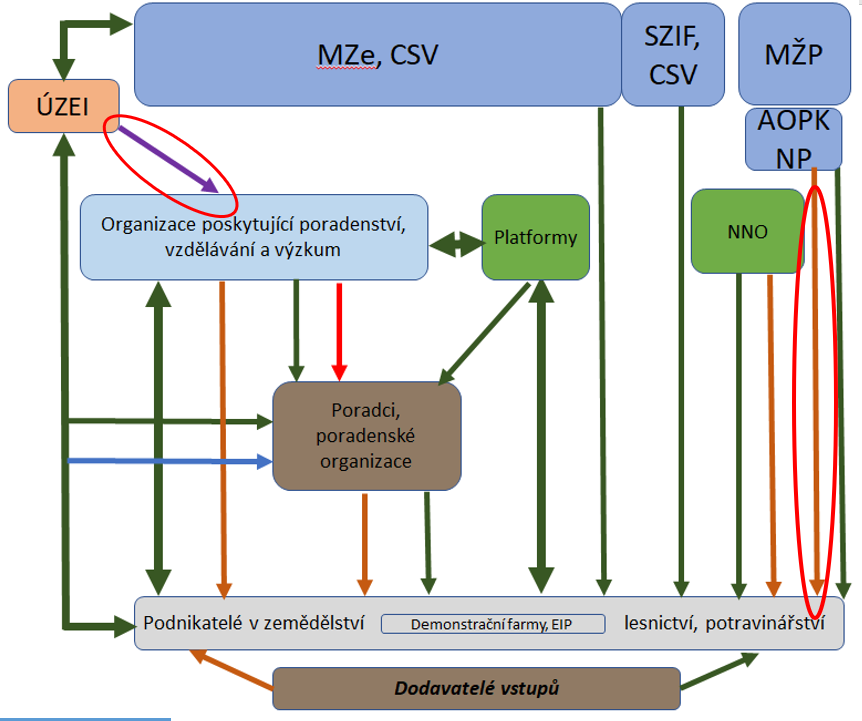 MZe, CSV
SZIF,
CSV
MŽP
ÚZEI
AOPK
NP
Organizace poskytující poradenství,
vzdělávání a výzkum
Platformy
NNO
Poradci,
poradenské
organizace
Podnikatelé v zemědělství
Demonstrační farmy, EIP
lesnictví, potravinářství
Dodavatelé vstupů